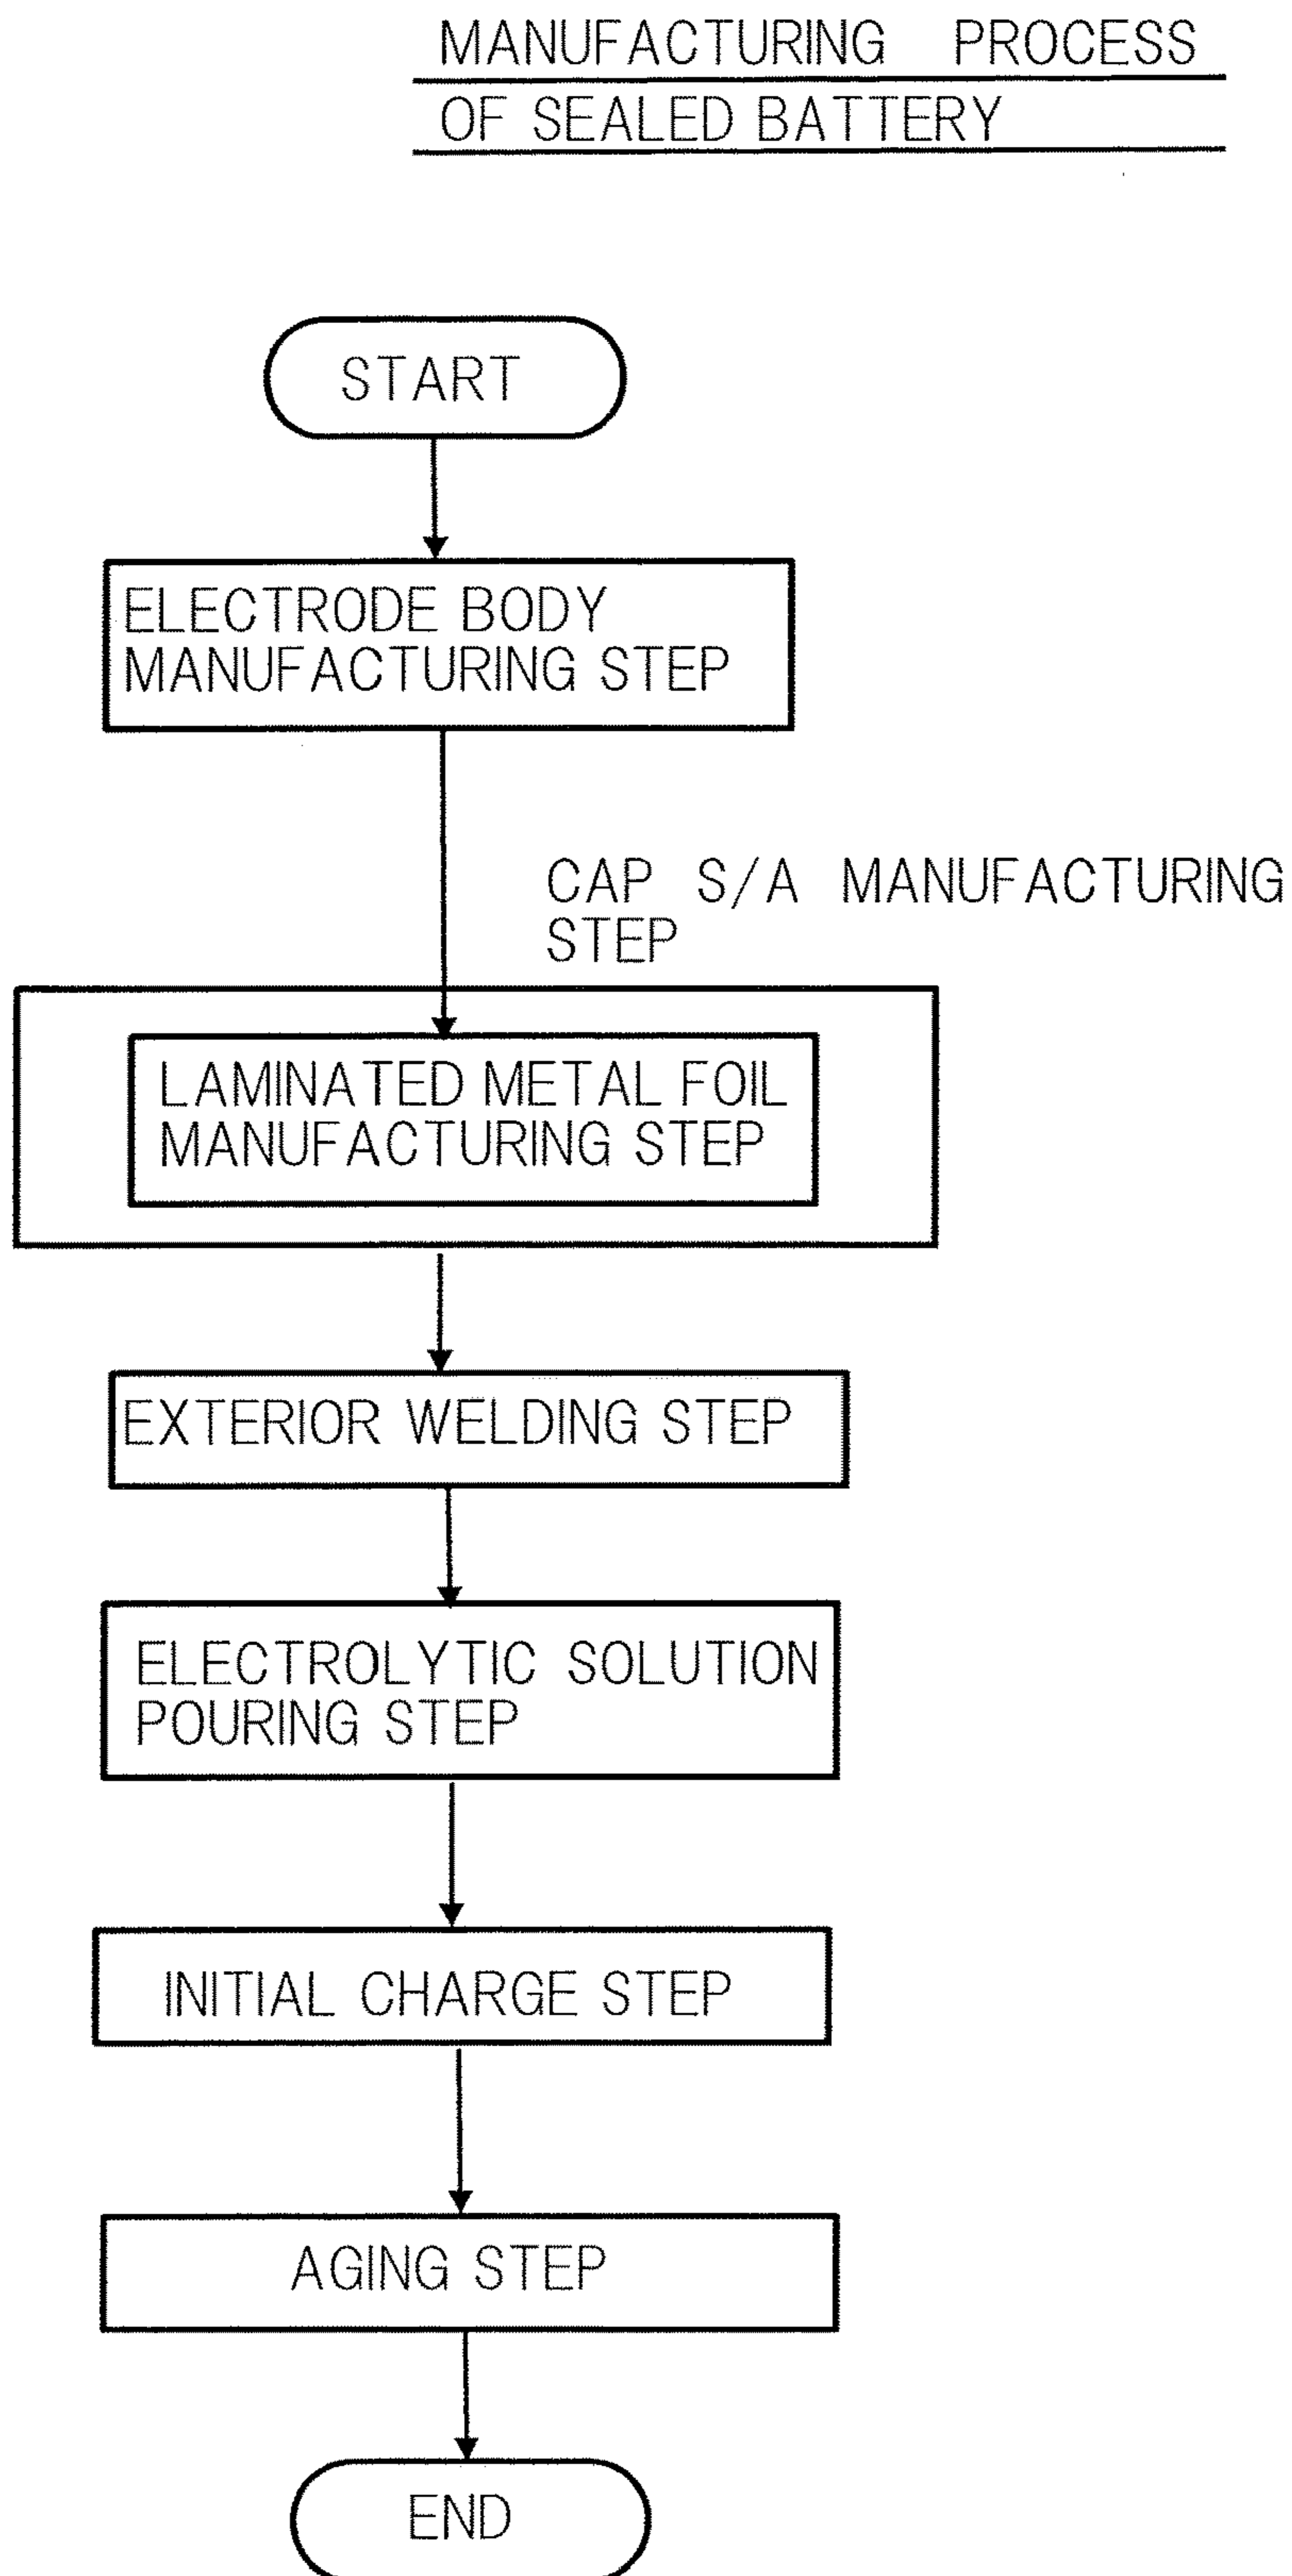 MANUFACTURING PROCESS
OF SEALED BATTERY
START
ELECTRODE BODY
MANUFACTURING STEP
CAP S/A MANUFACTURING
STEP
LAMINATED METAL FOIL
MANUFACTURING STEP
EXTERIOR WELDING STEP
ELECTROLYTIC SOLUTION
POURING STEP
INITIAL CHARGE STEP
AGING STEP
END